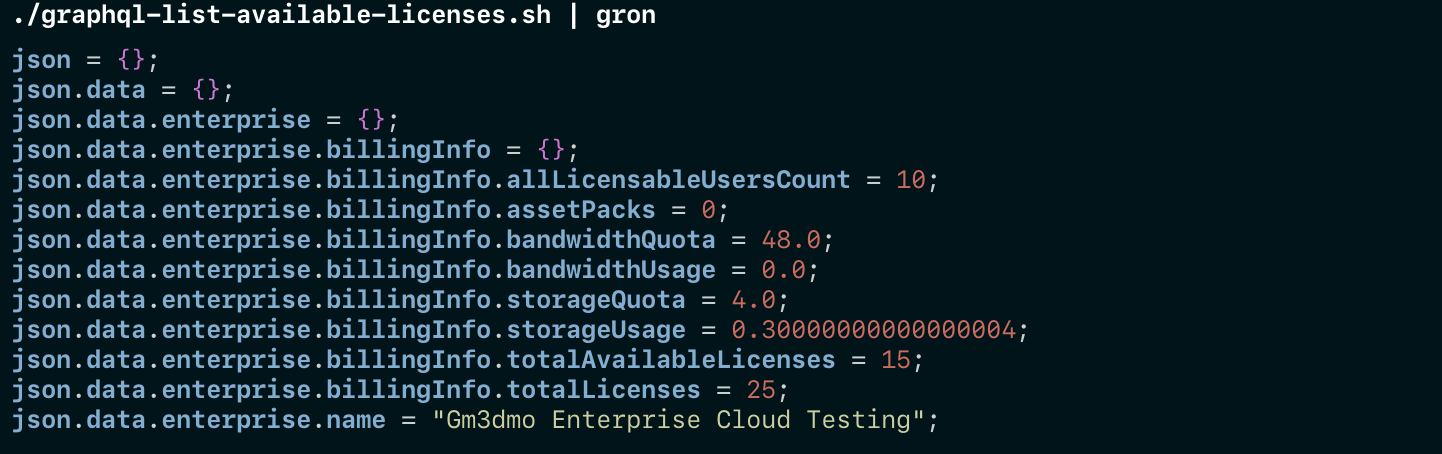 ./graphql-list-available-licenses.sh | gron
json = {};
json.data = {};
json.data.enterprise = {};
json.data.enterprise.billingInfo = {};
json.data.enterprise.billingInfo.allLicensableUsersCount = 10;
json.data.enterprise.billingInfo.assetPacks = 0;
json.data.enterprise.billingInfo.bandwidthQuota = 48.0;
json.data.enterprise.billingInfo.bandwidthUsage = 0.0;
json.data.enterprise.billingInfo.storageQuota = 4.0;
json.data.enterprise.billingInfo.storageUsage = 0.30000000000000004;
json.data.enterprise.billingInfo.totalAvailableLicenses = 15;
json.data.enterprise.billingInfo.totalLicenses = 25;
json.data.enterprise.name = "Gm3dmo Enterprise Cloud Testing";